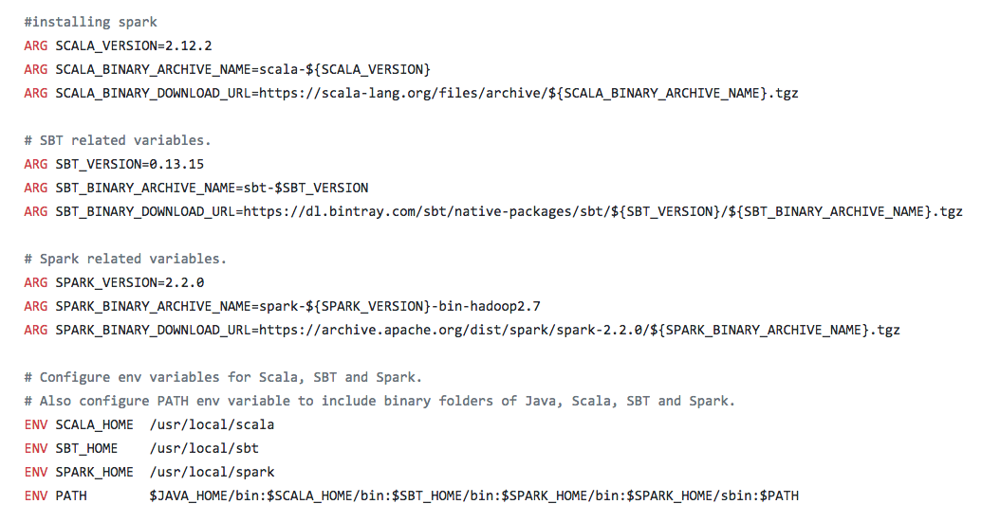 #installing spark
ARG SCALA_VERSION=2.12.2
ARG SCALA_BINARY_ARCHIVE_NAME=scala-${SCALA_VERSION}
ARG SCALA_BINARY_DOWNLOAD_URL=https://scala-lang.org/files/archive/${SCALA_BINARY_ARCHIVE_NAME}.tgz
# SBT related variables.
ARG SBT_VERSION=0.13.15
ARG SBT_BINARY_ARCHIVE_NAME=sbt-$SBT_VERSION
ARG SBT_BINARY_DOWNLOAD_URL=https://dl.bintray.com/sbt/native-packages/sbt/${SBT_VERSION}/${SBT_BINARY_ARCHIVE_NAME}.tgz
# Spark related variables.
ARG SPARK_VERSION=2.2.0
ARG SPARK_BINARY_ARCHIVE_NAME=spark-${SPARK_VERSION}-bin-hadoop2.7
ARG SPARK_BINARY_DOWNLOAD_URL=https://archive.apache.org/dist/spark/spark-2.2.0/${SPARK_BINARY_ARCHIVE_NAME}.tgz
# Configure env variables for Scala, SBT and Spark.
# Also configure PATH env variable to include binary folders of Java, Scala, SBT and Spark.
ENV SCALA_HOME  /usr/local/scala
ENV SBT_HOME    /usr/local/sbt
ENV SPARK_HOME  /usr/local/spark
ENV PATH        $JAVA_HOME/bin:$SCALA_HOME/bin:$SBT_HOME/bin:$SPARK_HOME/bin:$SPARK_HOME/sbin:$PATH